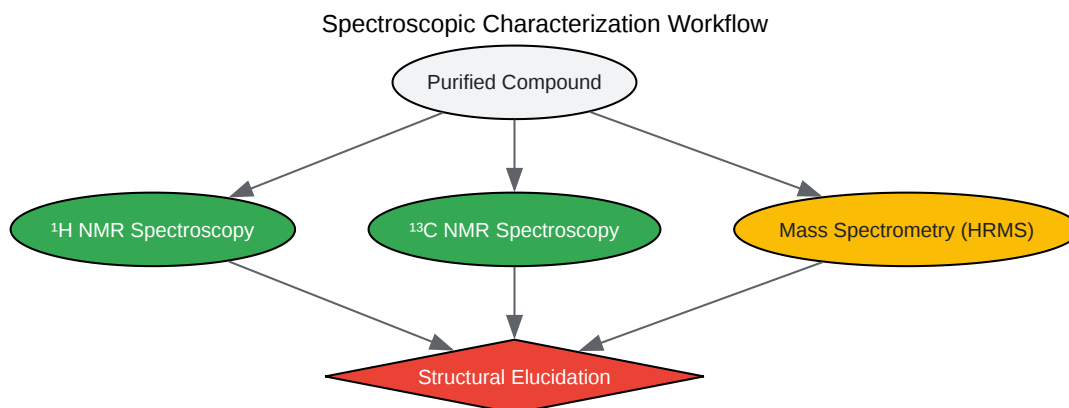 Spectroscopic Characterization Workflow
Purified Compound
¹H NMR Spectroscopy
¹³C NMR Spectroscopy
Mass Spectrometry (HRMS)
Structural Elucidation